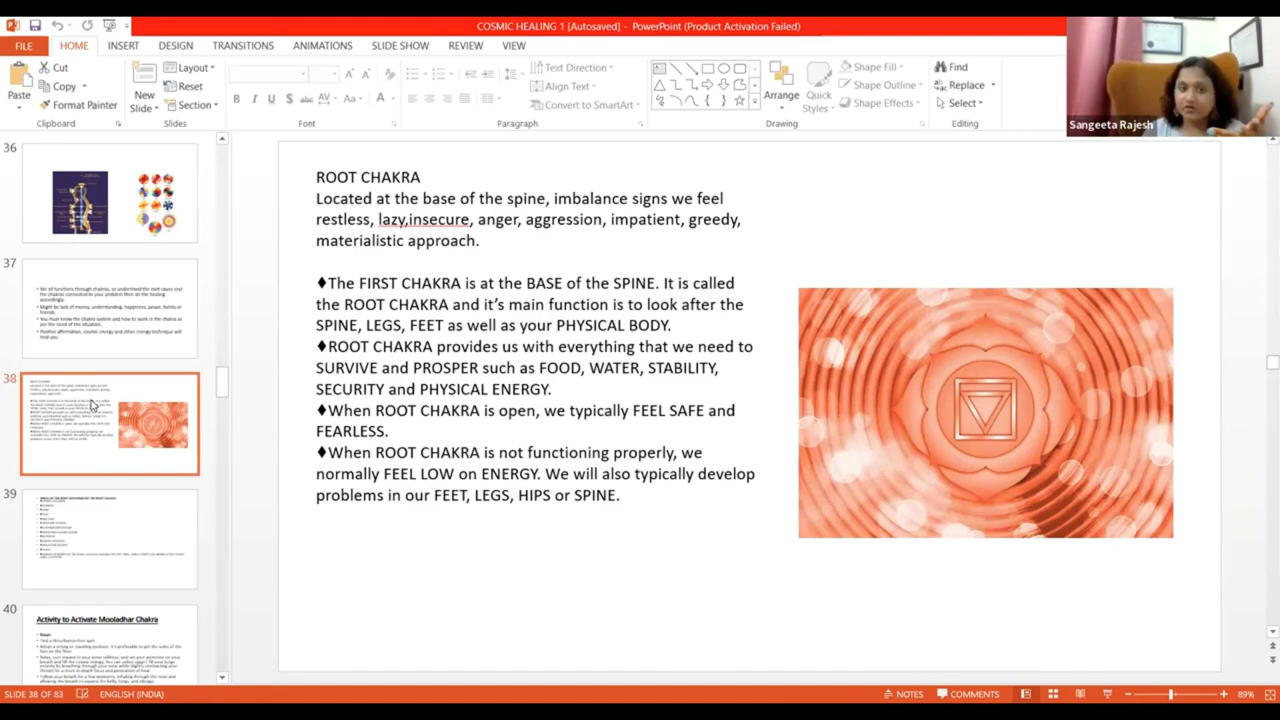 COSMIC HEALING 1 [Autosaved] - PowerPoint (Product Activation Failed)
FILE HOME INSERT DESIGN TRANSITIONS ANIMATIONS SLIDE SHOW REVIEW VIEW
Paste
Cut
Copy
Format Painter
Clipboard
New
Slide
Layout
Reset
Section
Slides
B I U S abc AV Aa A
Font
Text Direction
Align Text
Convert to SmartArt
Paragraph
Arrange
Quick
Styles
Shape Fill
Shape Outline
Shape Effects
Drawing
Find
Replace
Select
Editing
Sangeeta Rajesh
36
37
38
39
40
Activity to Activate Mooladhar Chakra
ROOT CHAKRA
Located at the base of the spine, imbalance signs we feel
restless, lazy,insecure, anger, aggression, impatient, greedy,
materialistic approach.
♦The FIRST CHAKRA is at the BASE of the SPINE. It is called
the ROOT CHAKRA and it's main function is to look after the
SPINE, LEGS, FEET as well as your PHYSICAL BODY.
♦ROOT CHAKRA provides us with everything that we need to
SURVIVE and PROSPER such as FOOD, WATER, STABILITY,
SECURITY and PHYSICAL ENERGY.
♦When ROOT CHAKRA is open, we typically FEEL SAFE and
FEARLESS.
♦When ROOT CHAKRA is not functioning properly, we
normally FEEL LOW on ENERGY. We will also typically develop
problems in our FEET, LEGS, HIPS or SPINE.
SLIDE 38 OF 83 ENGLISH (INDIA) NOTES COMMENTS 89%